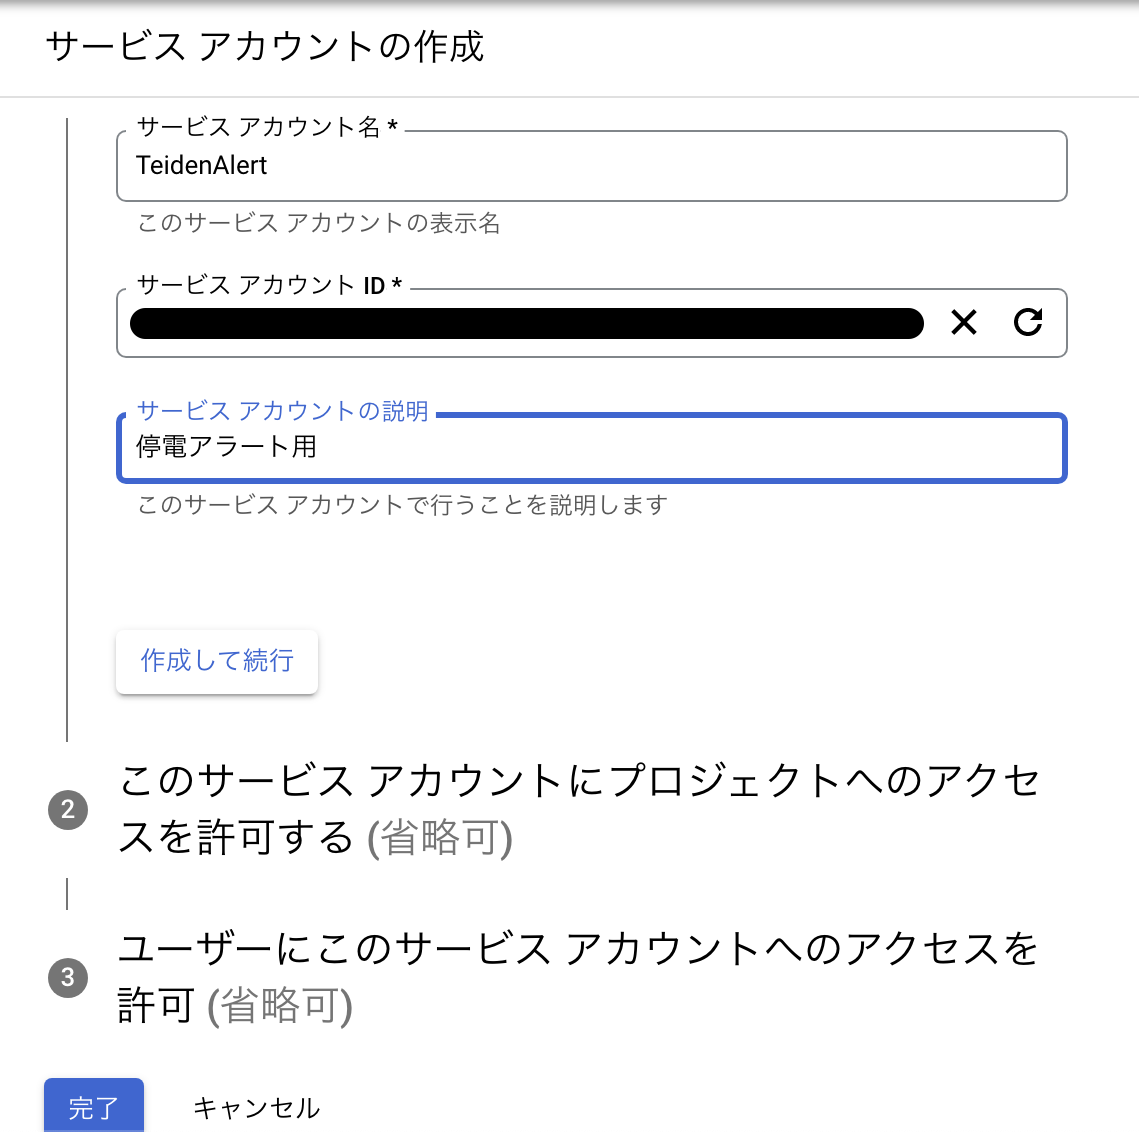 サービス アカウントの作成
サービス アカウント名 *
TeidenAlert
このサービス アカウントの表示名
サービス アカウント ID *
サービス アカウントの説明
停電アラート用
このサービス アカウントで行うことを説明します
作成して続行
2
このサービス アカウントにプロジェクトへのアクセ
スを許可する (省略可)
3
ユーザーにこのサービス アカウントへのアクセスを
許可 (省略可)
完了
キャンセル